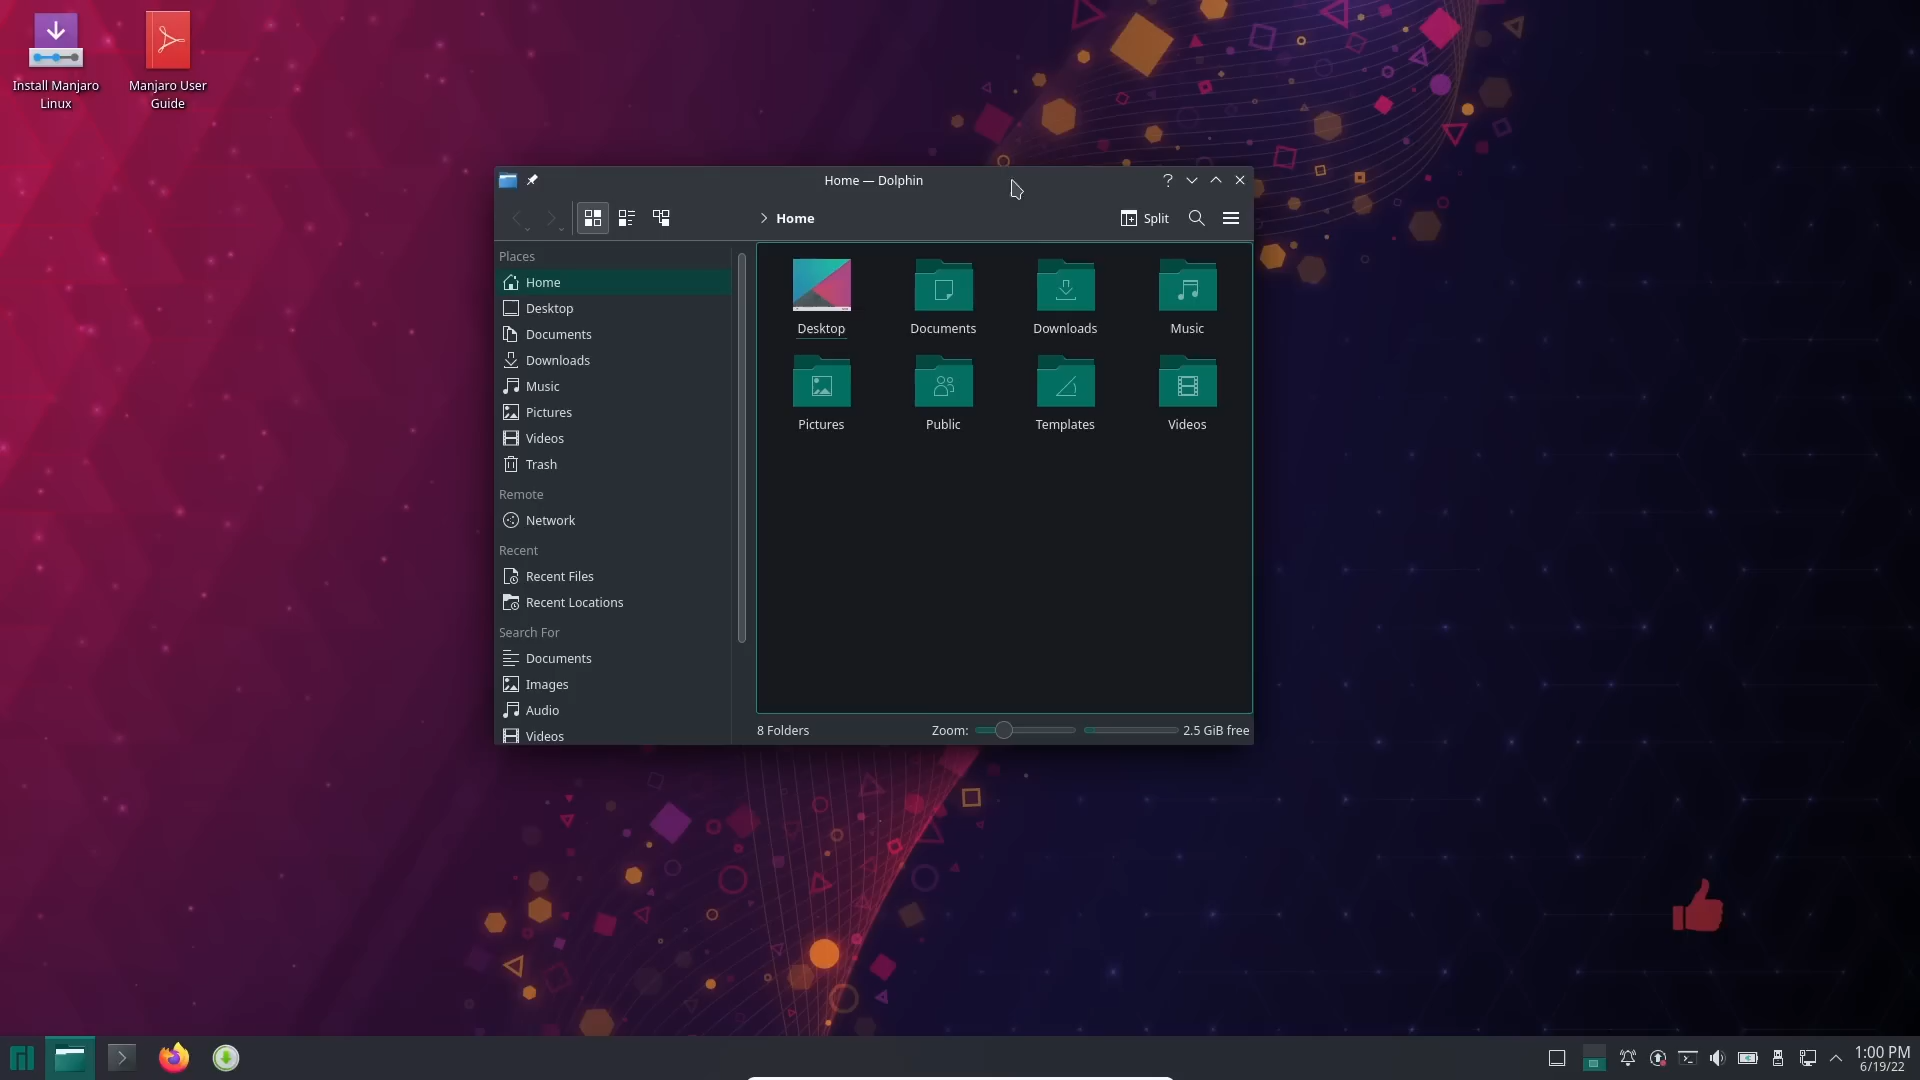 Install Manjaro
Linux
Manjaro User
Guide
Home — Dolphin
Home
Split
Places
Home
Desktop
Documents
Downloads
Music
Pictures
Videos
Trash
Remote
Network
Recent
Recent Files
Recent Locations
Search For
Documents
Images
Audio
Videos
Desktop
Documents
Downloads
Music
Pictures
Public
Templates
Videos
8 Folders
Zoom:
2.5 GiB free
1:00 PM
6/19/22